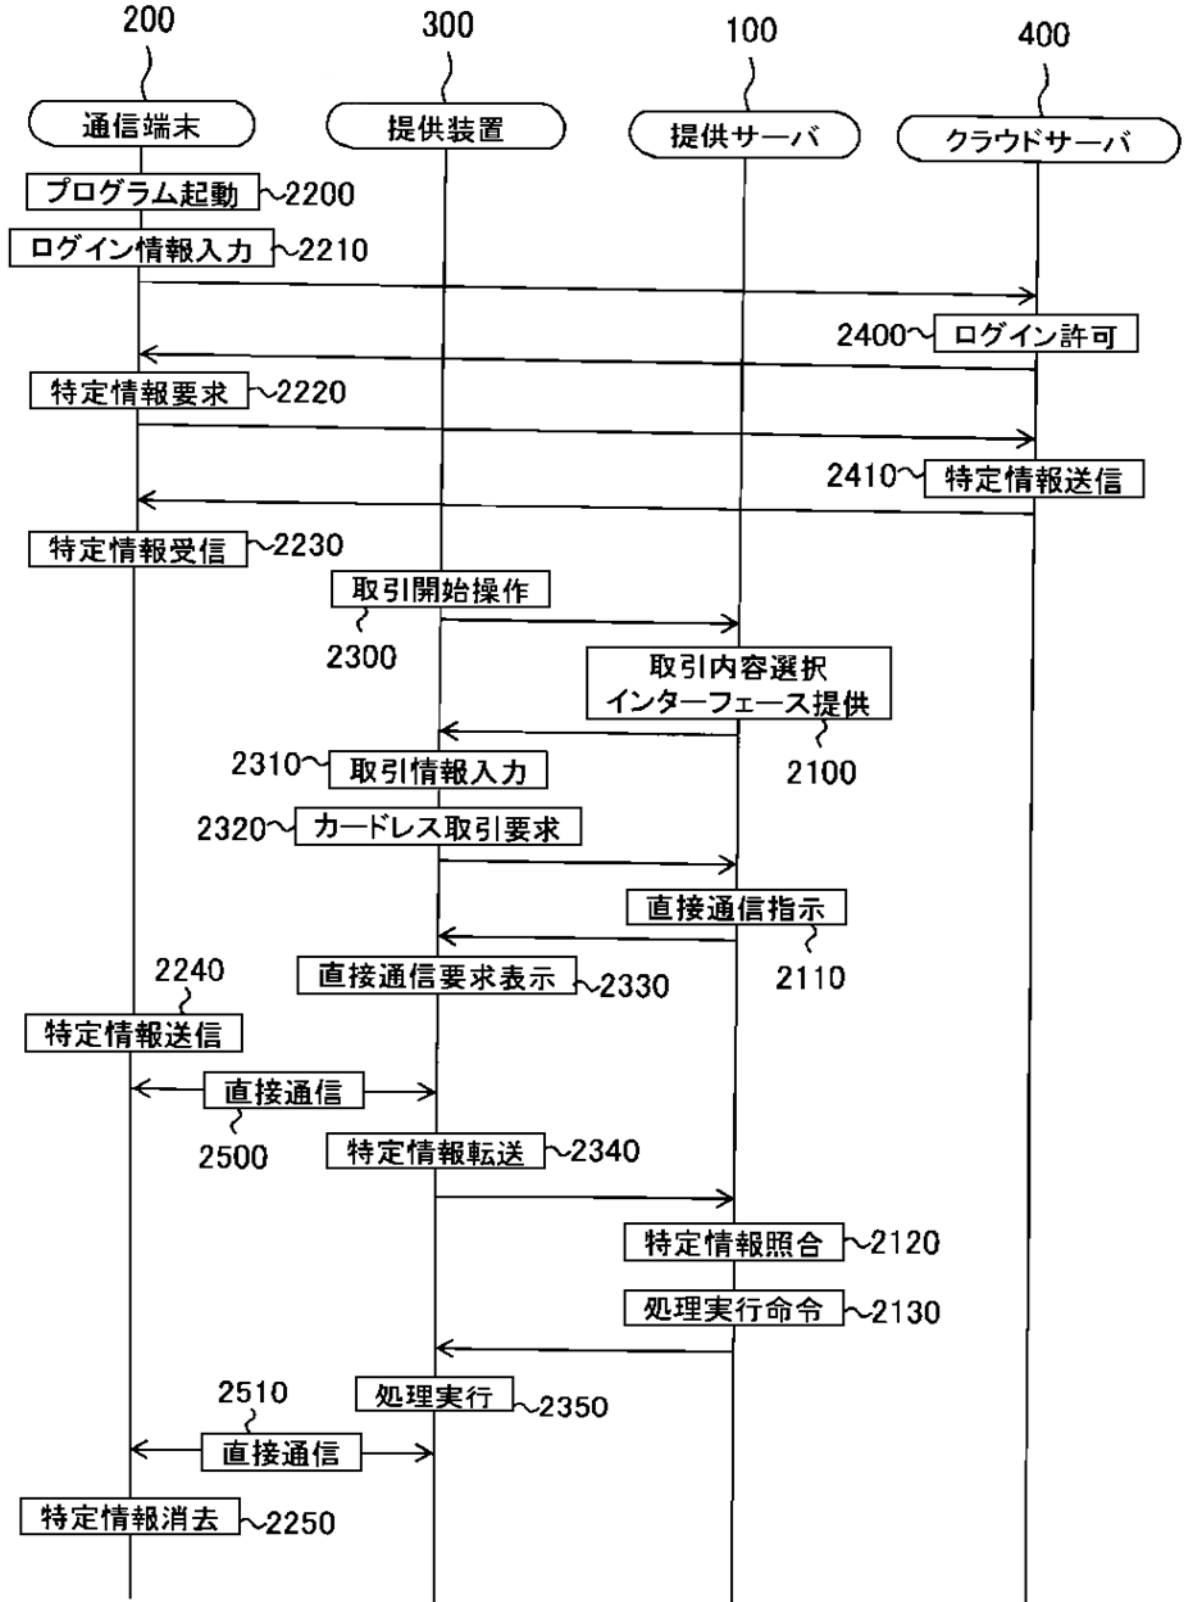 200
300
100
400
通信端末
提供装置
提供サーバ
クラウドサーバ
プログラム起動
2200
ログイン情報入力
2210
2400
ログイン許可
特定情報要求
2220
2410
特定情報送信
特定情報受信
2230
取引開始操作
2300
取引内容選択
インターフェース提供
2100
2310
取引情報入力
2320
カードレス取引要求
直接通信指示
2110
直接通信要求表示
2330
2240
特定情報送信
直接通信
2500
特定情報転送
2340
特定情報照合
2120
処理実行命令
2130
処理実行
2350
2510
直接通信
特定情報消去
2250